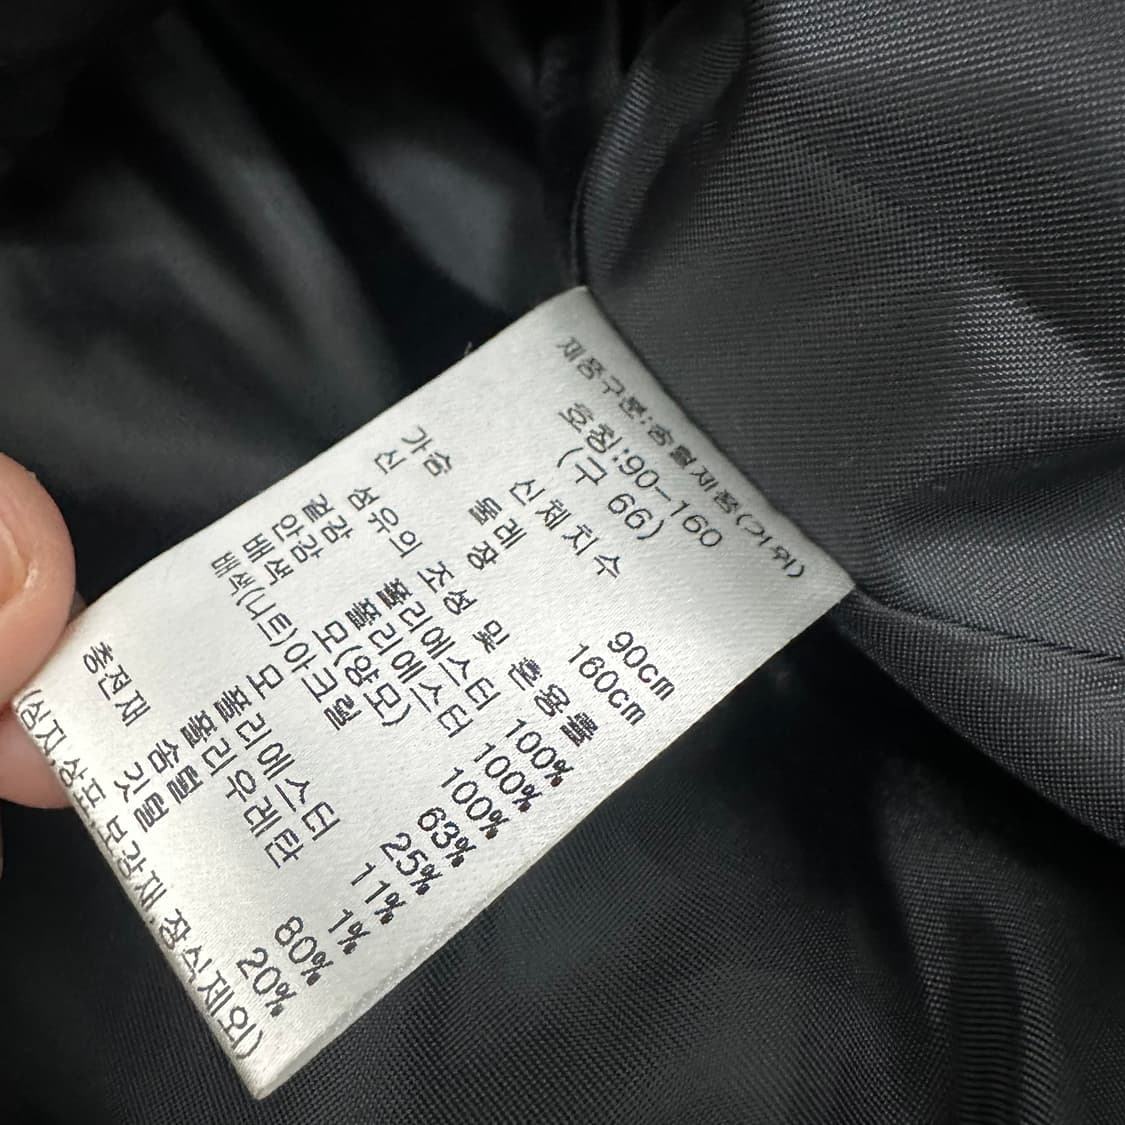 제품구분:솜털제품(거위)
호칭:90-160
(구 66)
신체치수
가슴 둘레 90cm
신 장 160cm
섬유의 조성 및 혼용률
겉감 폴리에스터 100%
안감 폴리에스터 100%
배색 모(양모) 100%
배색(니트)아크릴 63%
모 25%
폴리에스터 11%
폴리우레탄 1%
충전재 솜털 80%
깃털 20%
(심지,상표,보강재,장식제외)